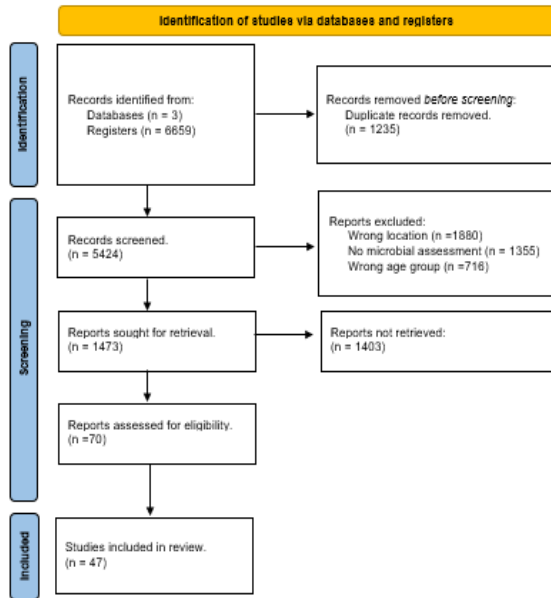 Identification of studies via databases and registers
Identification
Records identified from:
Databases (n = 3)
Registers (n = 6659)
Records removed before screening:
Duplicate records removed.
(n = 1235)
Screening
Records screened.
(n = 5424)
Reports excluded:
Wrong location (n =1880)
No microbial assessment (n = 1355)
Wrong age group (n =716)
Reports sought for retrieval.
(n = 1473)
Reports not retrieved:
(n = 1403)
Reports assessed for eligibility.
(n =70)
Included
Studies included in review.
(n = 47)